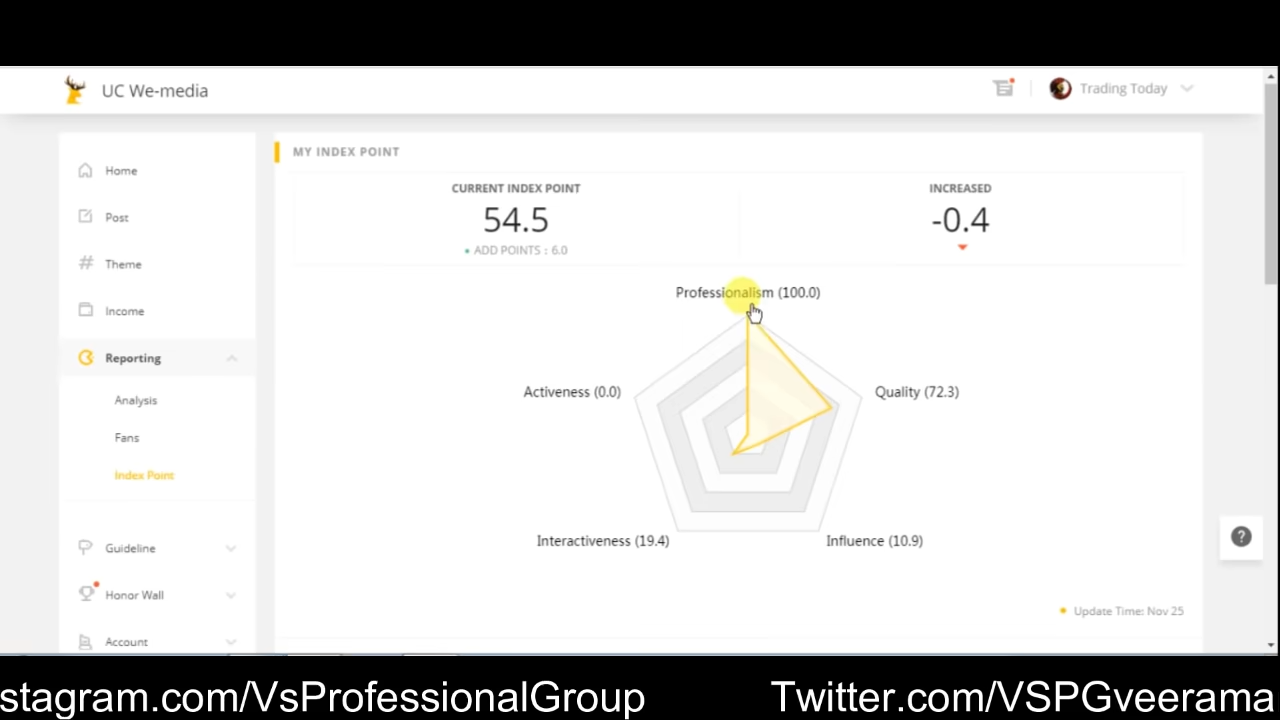 UC We-media
Trading Today
Home
Post
Theme
Income
Reporting
Analysis
Fans
Index Point
Guideline
Honor Wall
Account
MY INDEX POINT
CURRENT INDEX POINT
54.5
ADD POINTS : 6.0
INCREASED
-0.4
Professionalism (100.0)
Activeness (0.0)
Quality (72.3)
Interactiveness (19.4)
Influence (10.9)
Update Time: Nov 25
?
stagram.com/VsProfessionalGroup
Twitter.com/VSPGveerama